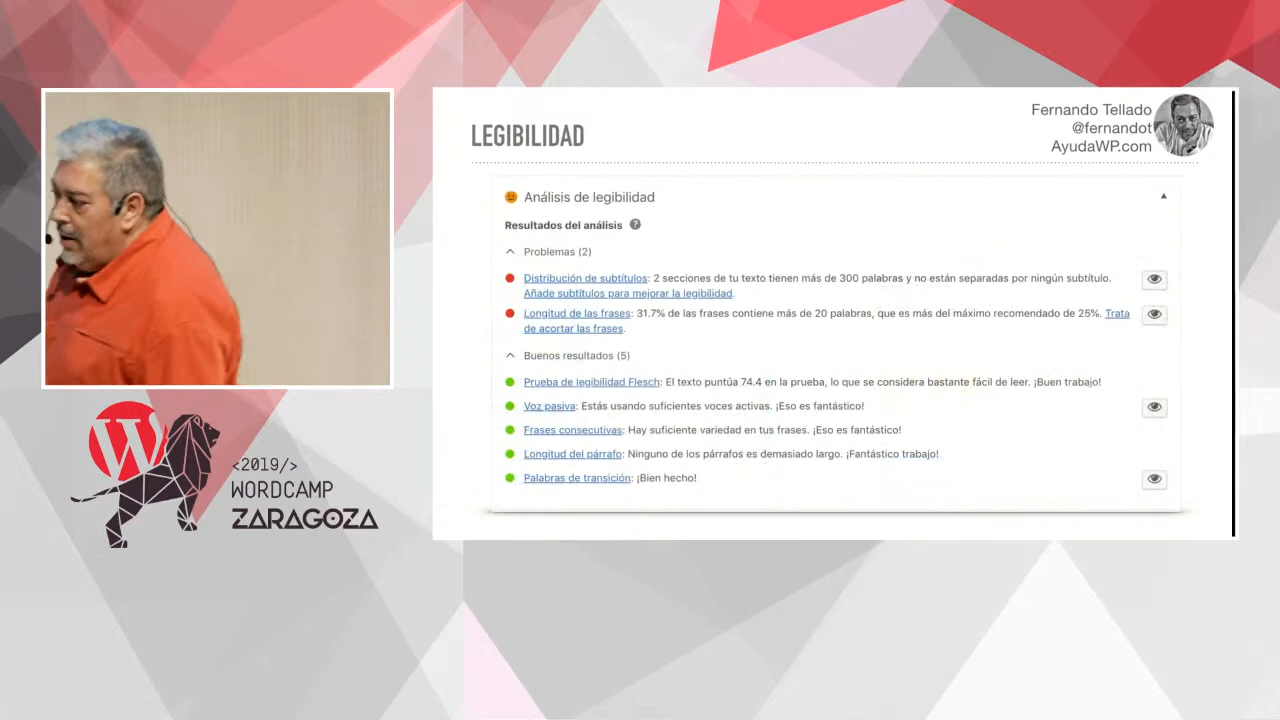 LEGIBILIDAD
Fernando Tellado
@fernandot
AyudaWP.com
Análisis de legibilidad
Resultados del análisis
Problemas (2)
Distribución de subtítulos: 2 secciones de tu texto tienen más de 300 palabras y no están separadas por ningún subtítulo.
Añade subtítulos para mejorar la legibilidad.
Longitud de las frases: 31.7% de las frases contiene más de 20 palabras, que es más del máximo recomendado de 25%. Trata
de acortar las frases.
Buenos resultados (5)
Prueba de legibilidad Flesch: El texto puntúa 74.4 en la prueba, lo que se considera bastante fácil de leer. ¡Buen trabajo!
Voz pasiva: Estás usando suficientes voces activas. ¡Eso es fantástico!
Frases consecutivas: Hay suficiente variedad en tus frases. ¡Eso es fantástico!
Longitud del párrafo: Ninguno de los párrafos es demasiado largo. ¡Fantástico trabajo!
Palabras de transición: ¡Bien hecho!
<2019/>
WORDCAMP
ZARAGOZA